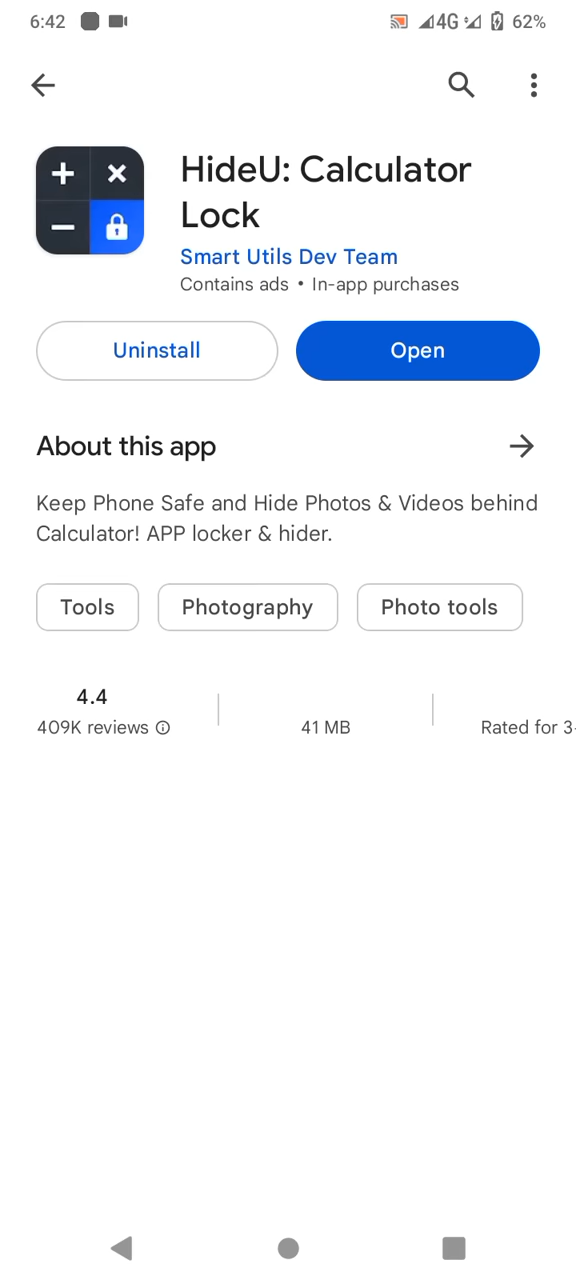 6:42 4G 62%
HideU: Calculator
Lock
Smart Utils Dev Team
Contains ads • In-app purchases
Uninstall Open
About this app
Keep Phone Safe and Hide Photos & Videos behind
Calculator! APP locker & hider.
Tools Photography Photo tools
4.4
409K reviews 41 MB Rated for 3